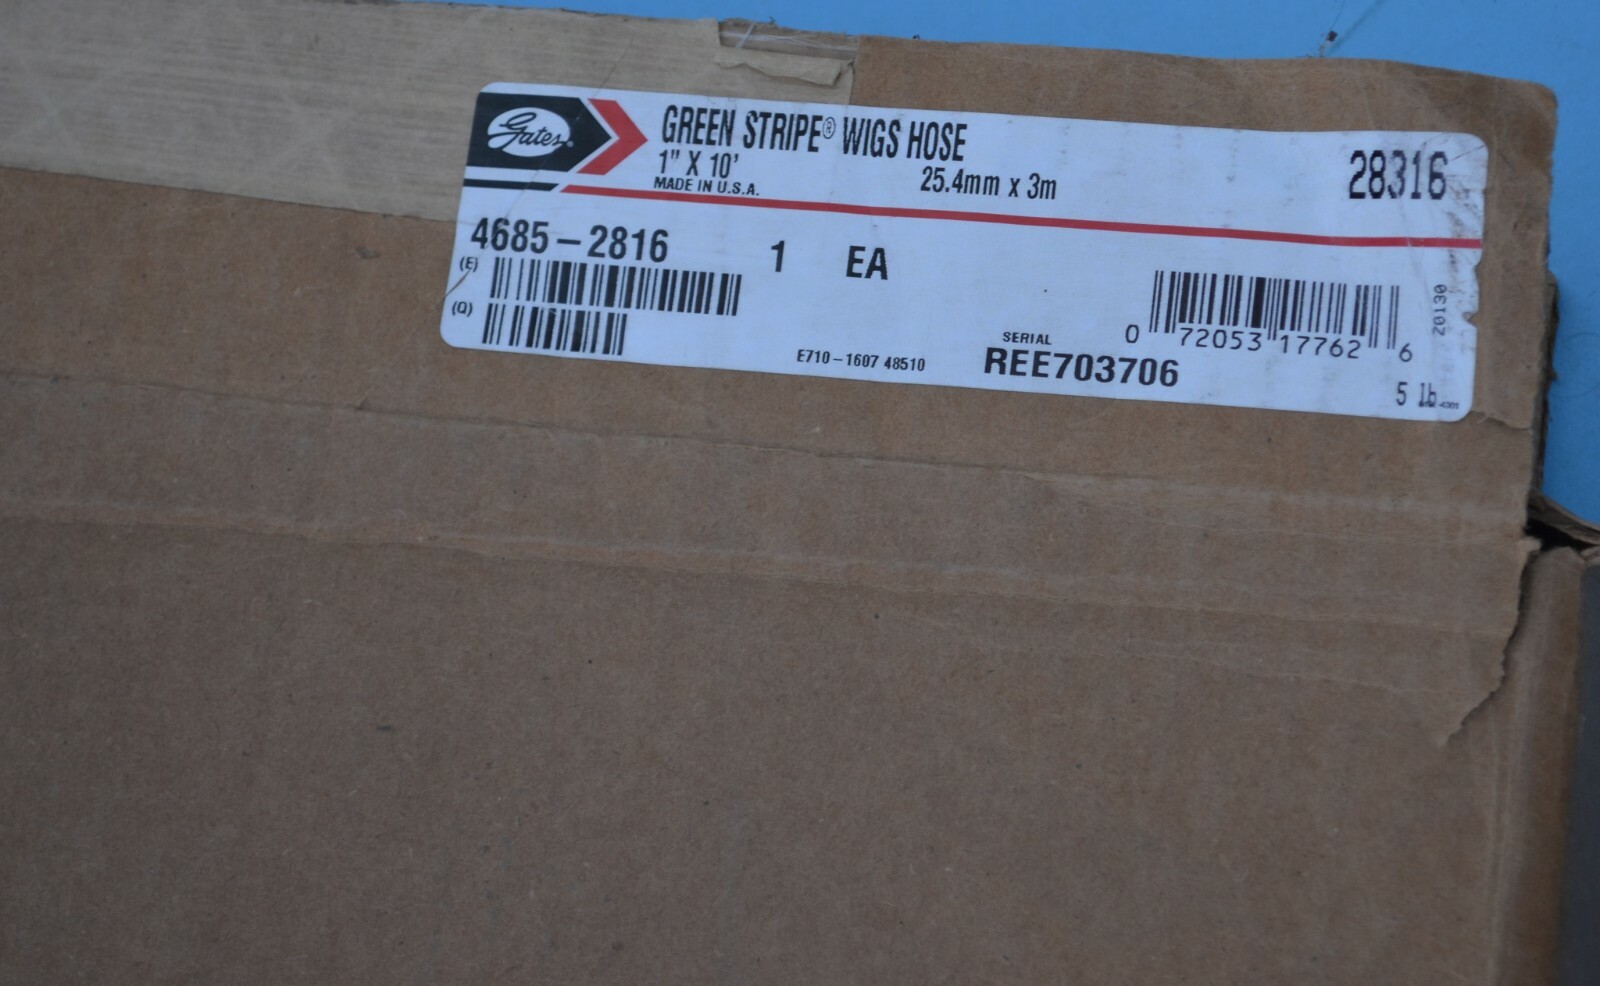 Gates
GREEN STRIPE® WIGS HOSE
1" X 10'
25.4mm x 3m
28316
MADE IN U.S.A.
4685-2816
1 EA
(E)
(Q)
E710-1607 48510
SERIAL
REE703706
0 72053 17762 6
20130
5 lb